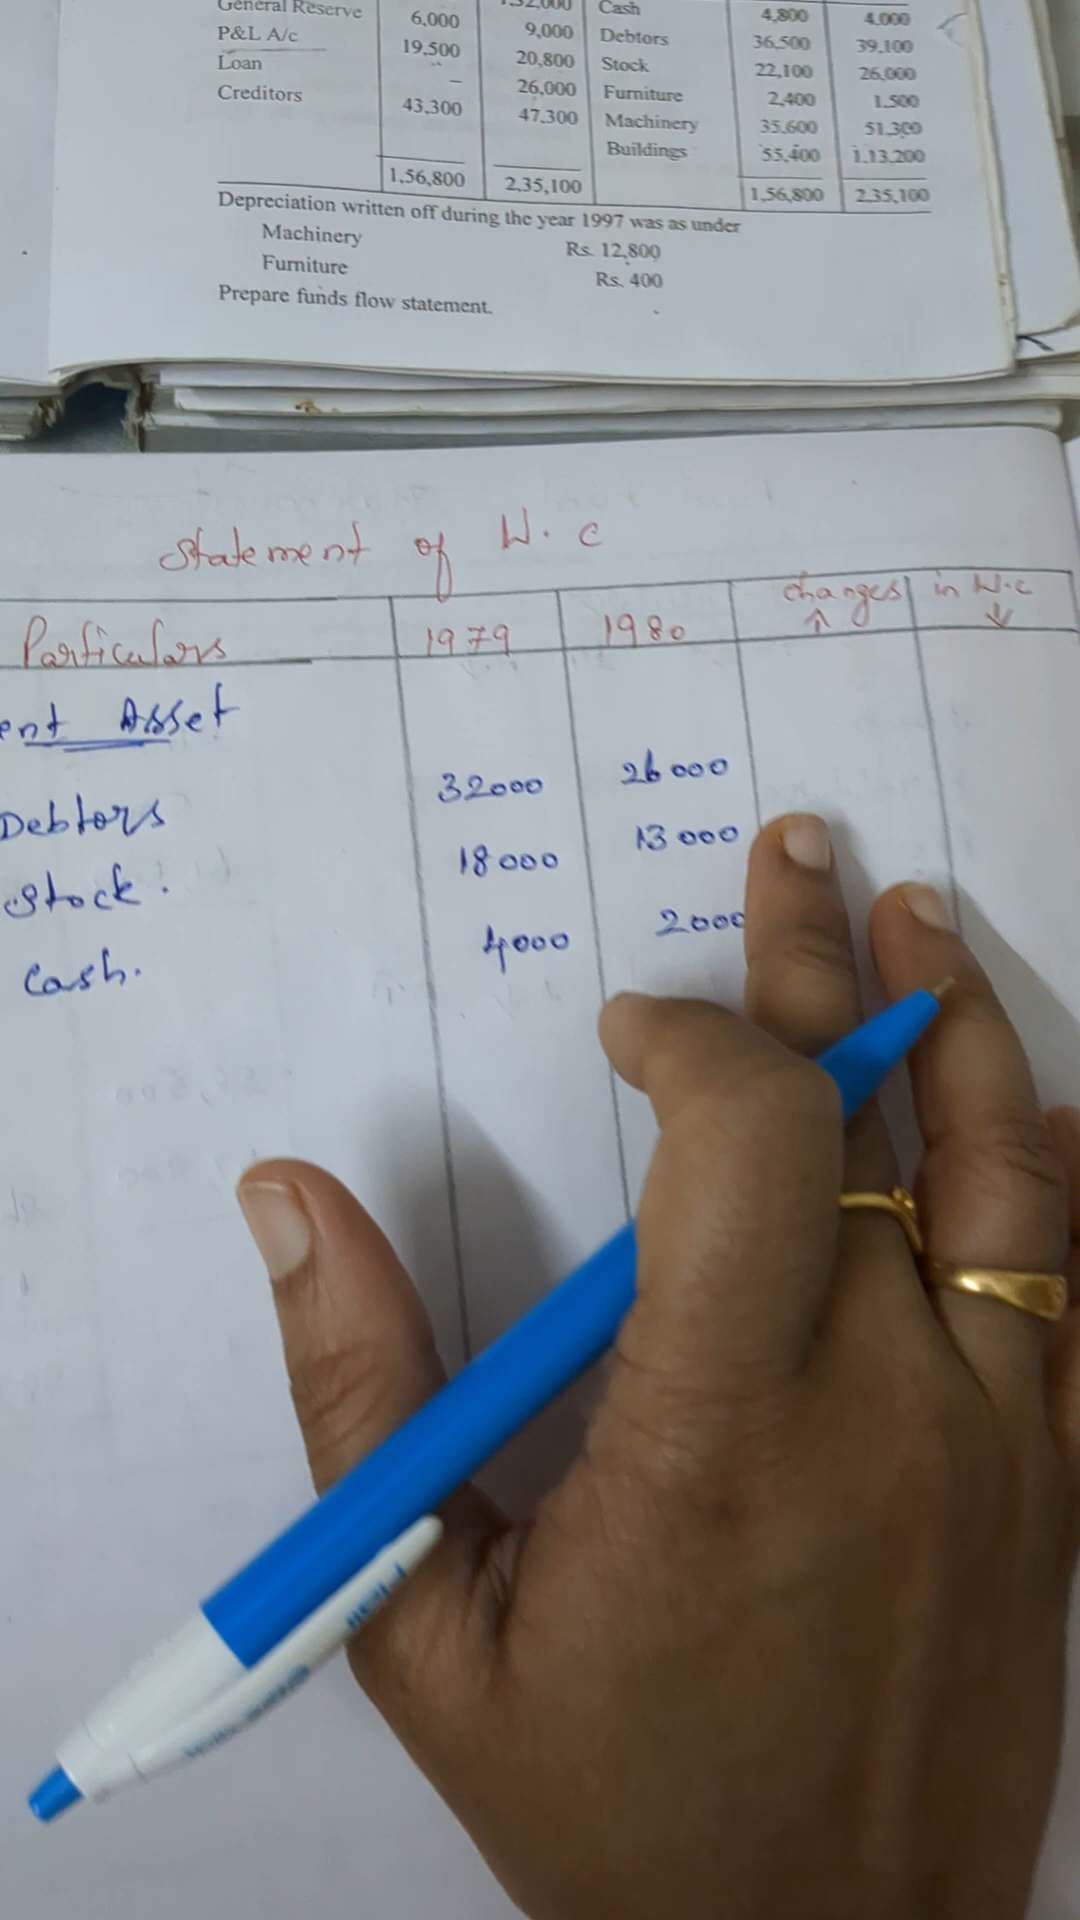 General Reserve 6,000 9,000 Cash 4,800 4.000
P&L A/c 19,500 20,800 Debtors 36,500 39.100
Loan – 26,000 Stock 22,100 26,000
Creditors 43,300 47.300 Furniture 2,400 1.500
Machinery 35,600 51.300
Buildings 55,400 1.13.200
1,56,800 2,35,100 1,56,800 2,35,100
Depreciation written off during the year 1997 was as under
Machinery Rs. 12,800
Furniture Rs. 400
Prepare funds flow statement.
Statement of W.C
Particulars 1979 1980 changes in W.C
↑ ↓
ent Asset
Debtors 32000 26000
Stock. 18000 13000
Cash. 4000 2000